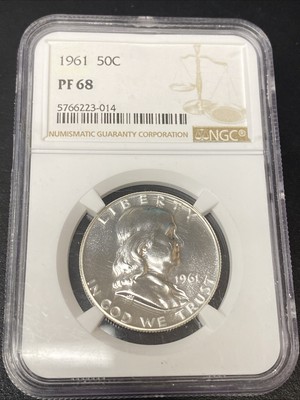 1961 50C
PF 68
5766223-014
NUMISMATIC GUARANTY CORPORATION NGC®
LIBERTY
1961
IN GOD WE TRUST